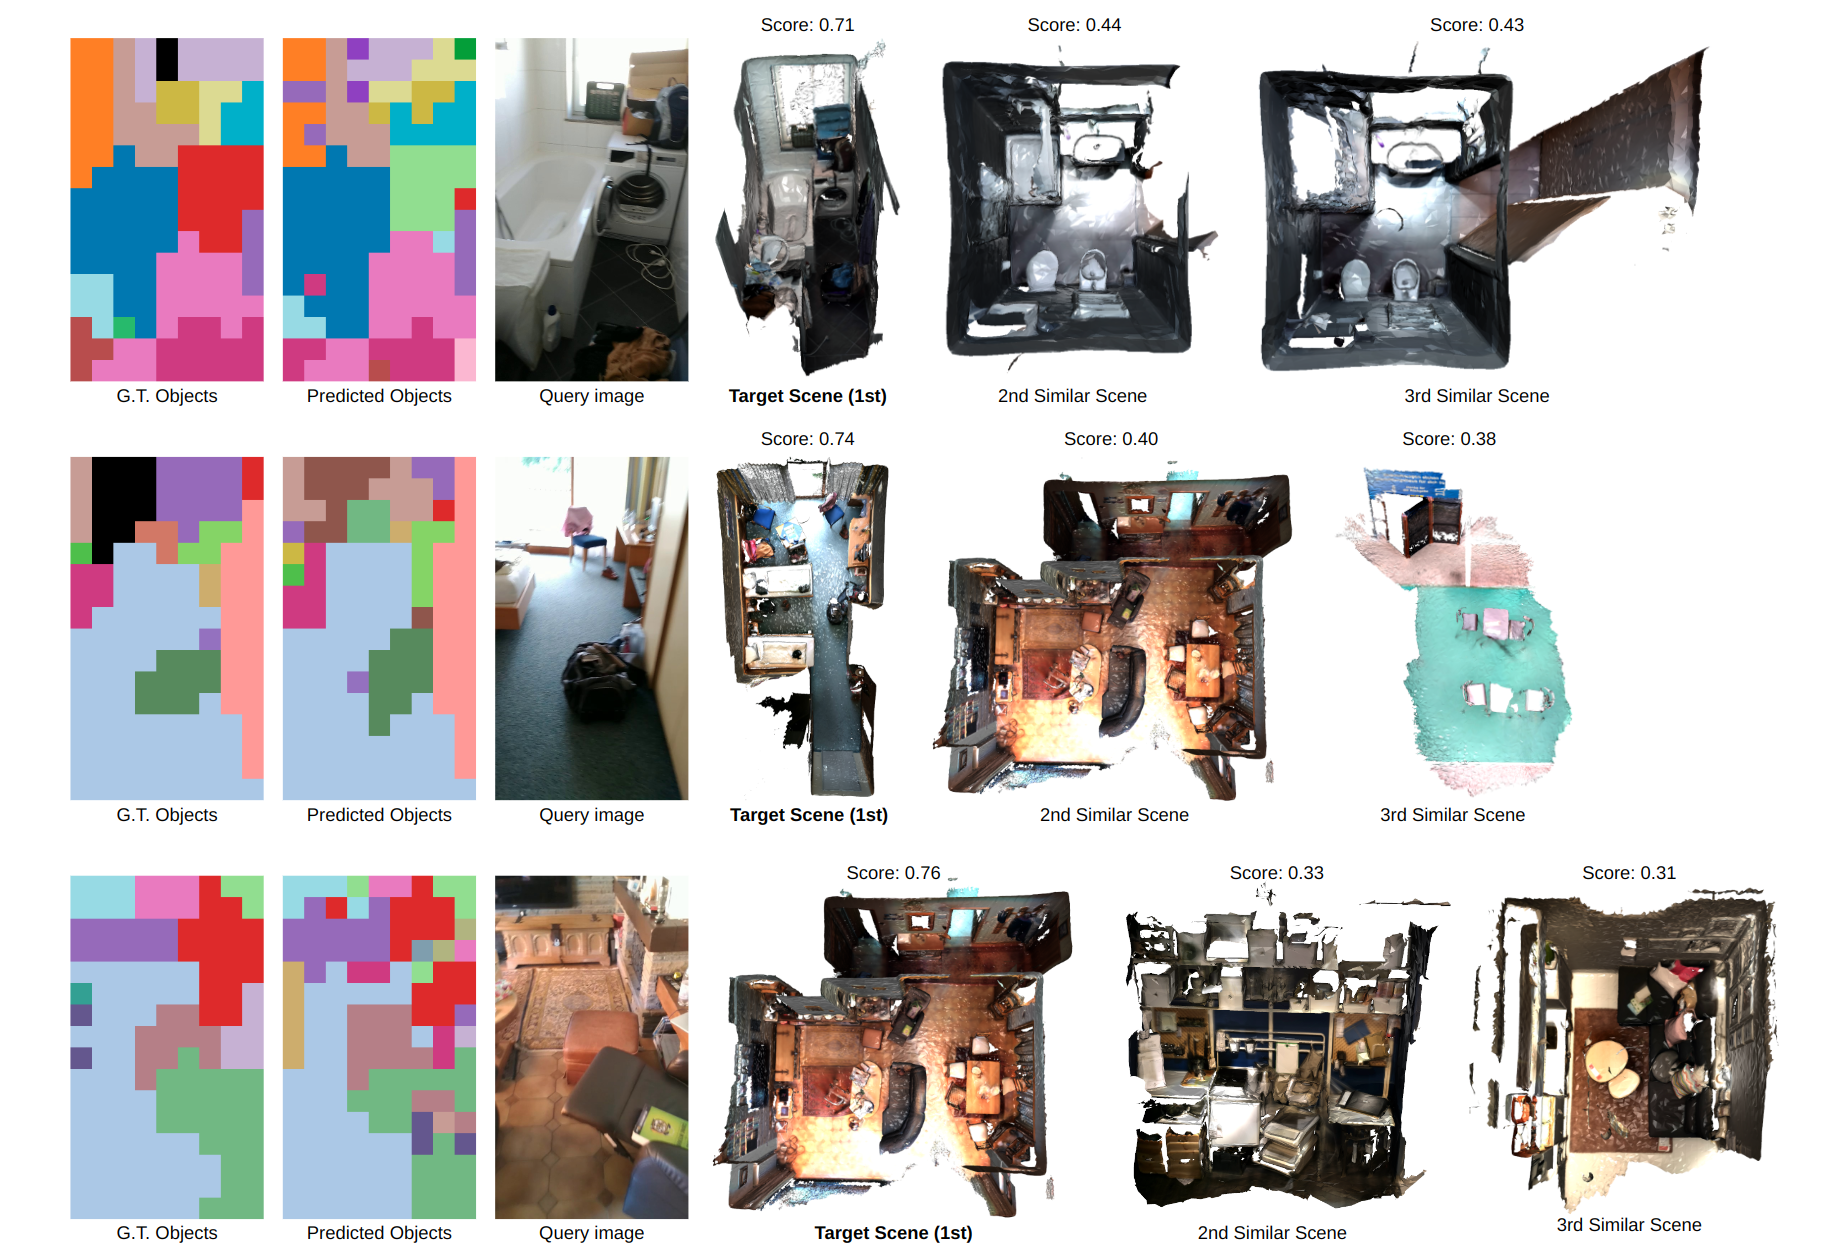 Score: 0.71
Score: 0.44
Score: 0.43
G.T. Objects
Predicted Objects
Query image
Target Scene (1st)
2nd Similar Scene
3rd Similar Scene
Score: 0.74
Score: 0.40
Score: 0.38
G.T. Objects
Predicted Objects
Query image
Target Scene (1st)
2nd Similar Scene
3rd Similar Scene
Score: 0.76
Score: 0.33
Score: 0.31
G.T. Objects
Predicted Objects
Query image
Target Scene (1st)
2nd Similar Scene
3rd Similar Scene